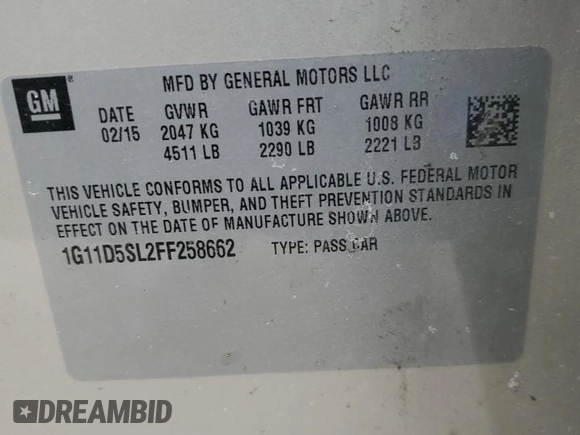 GM
MFD BY GENERAL MOTORS LLC
DATE GVWR GAWR FRT GAWR RR
02/15 2047 KG 1039 KG 1008 KG
4511 LB 2290 LB 2221 LB
THIS VEHICLE CONFORMS TO ALL APPLICABLE U.S. FEDERAL MOTOR
VEHICLE SAFETY, BUMPER, AND THEFT PREVENTION STANDARDS IN
EFFECT ON THE DATE OF MANUFACTURE SHOWN ABOVE.
1G11D5SL2FF258662 TYPE: PASS CAR
DREAMBID